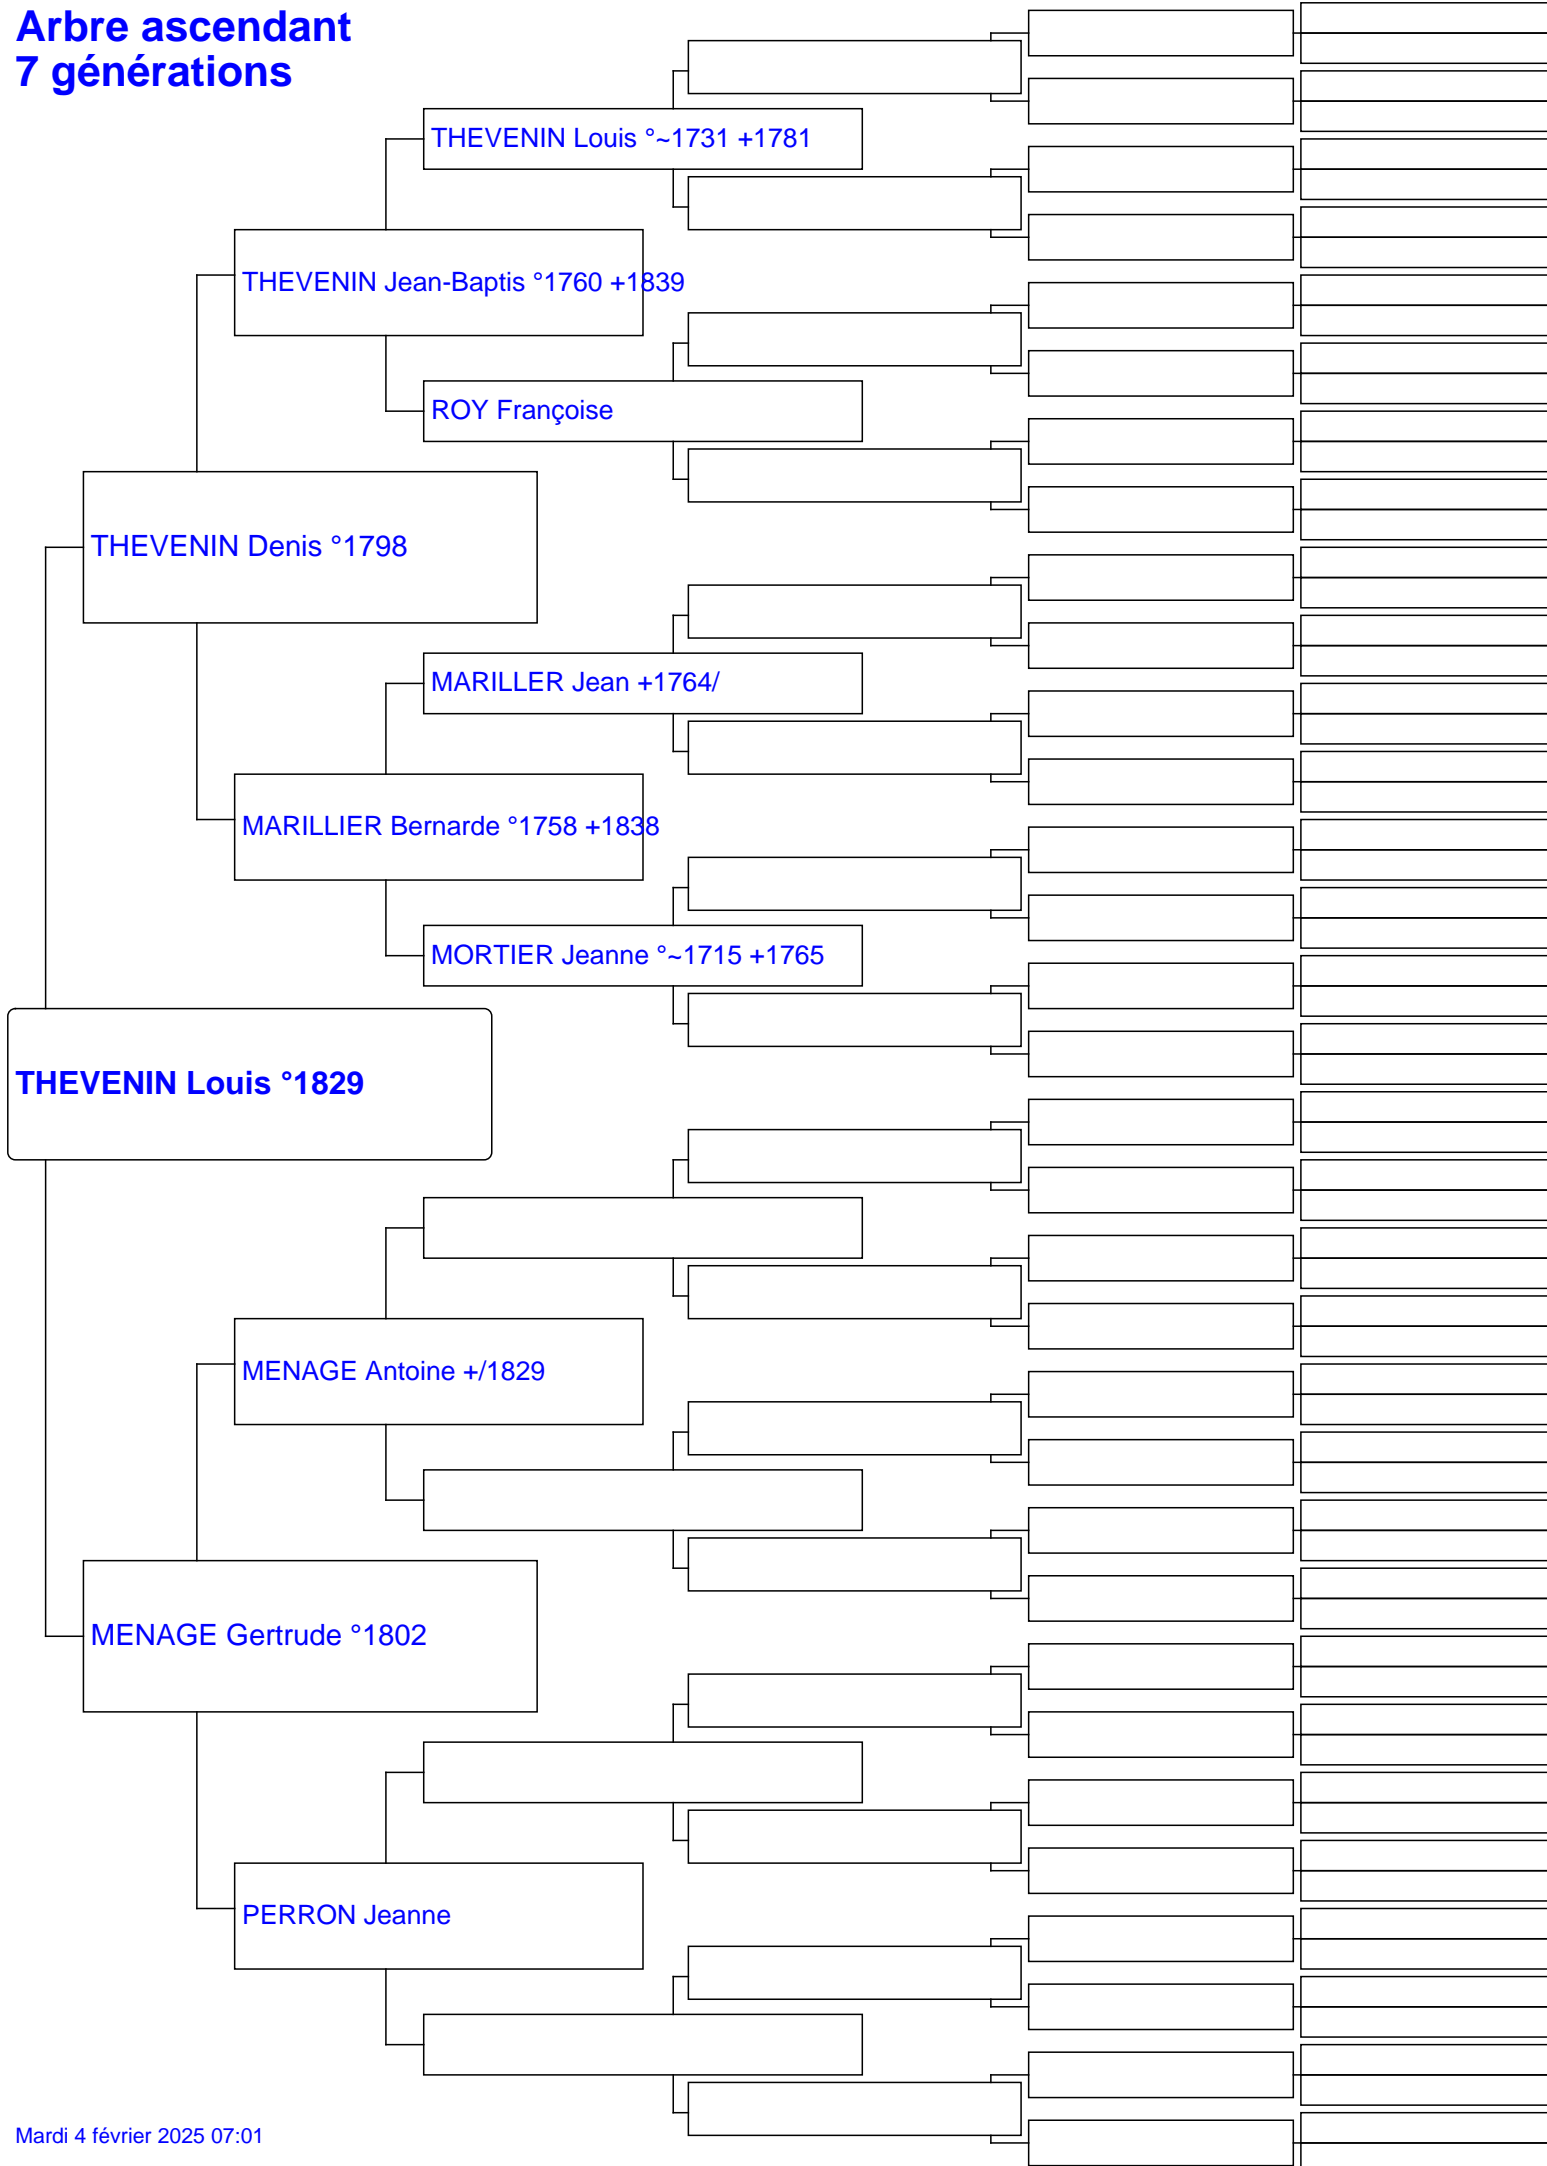 Arbre ascendant
7 générations
THEVENIN Louis °~1731 +1781
THEVENIN Jean-Baptis °1760 +1839
ROY Françoise
THEVENIN Denis °1798
MARILLER Jean +1764/
MARILLIER Bernarde °1758 +1838
MORTIER Jeanne °~1715 +1765
THEVENIN Louis °1829
MENAGE Antoine +/1829
MENAGE Gertrude °1802
PERRON Jeanne
Mardi 4 février 2025 07:01